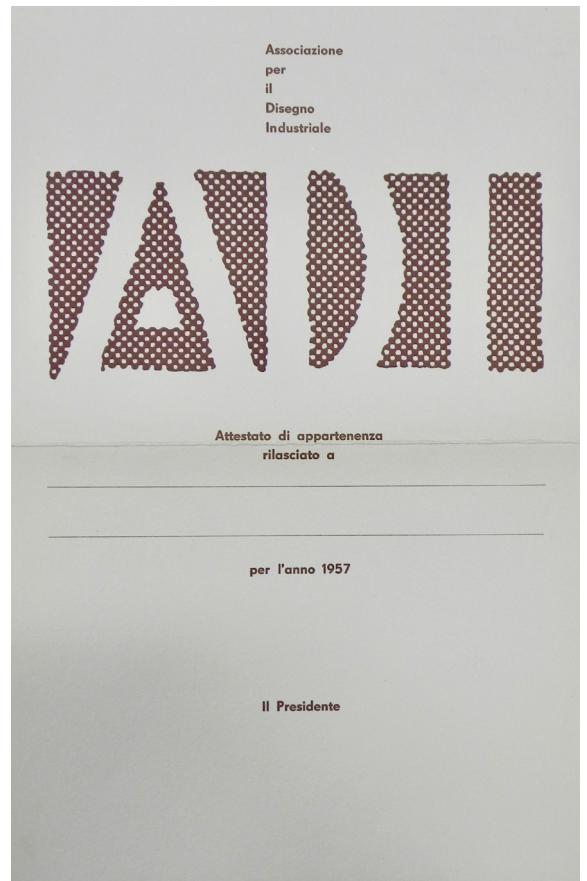 Associazione
per
il
Disegno
Industriale
ADI
Attestato di appartenenza
rilasciato a
per l'anno 1957
Il Presidente